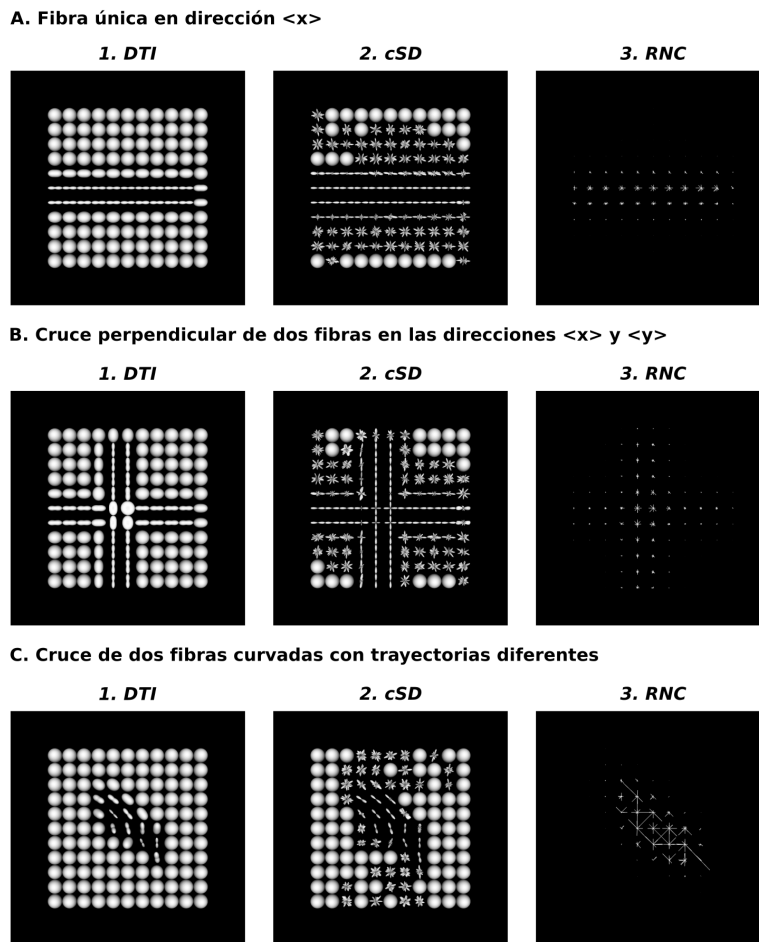 A. Fibra única en dirección <x>
1. DTI 2. cSD 3. RNC
B. Cruce perpendicular de dos fibras en las direcciones <x> y <y>
1. DTI 2. cSD 3. RNC
C. Cruce de dos fibras curvadas con trayectorias diferentes
1. DTI 2. cSD 3. RNC